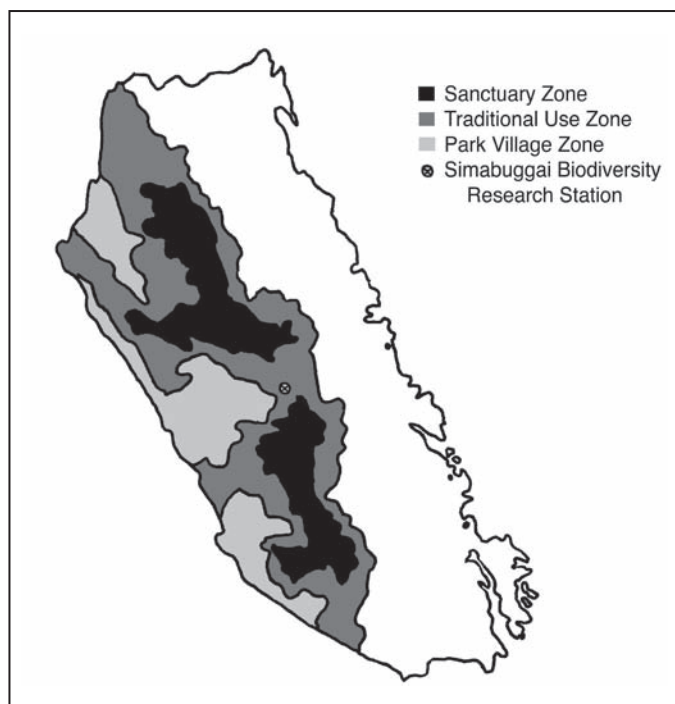 Sanctuary Zone
Traditional Use Zone
Park Village Zone
Simabuggai Biodiversity
Research Station